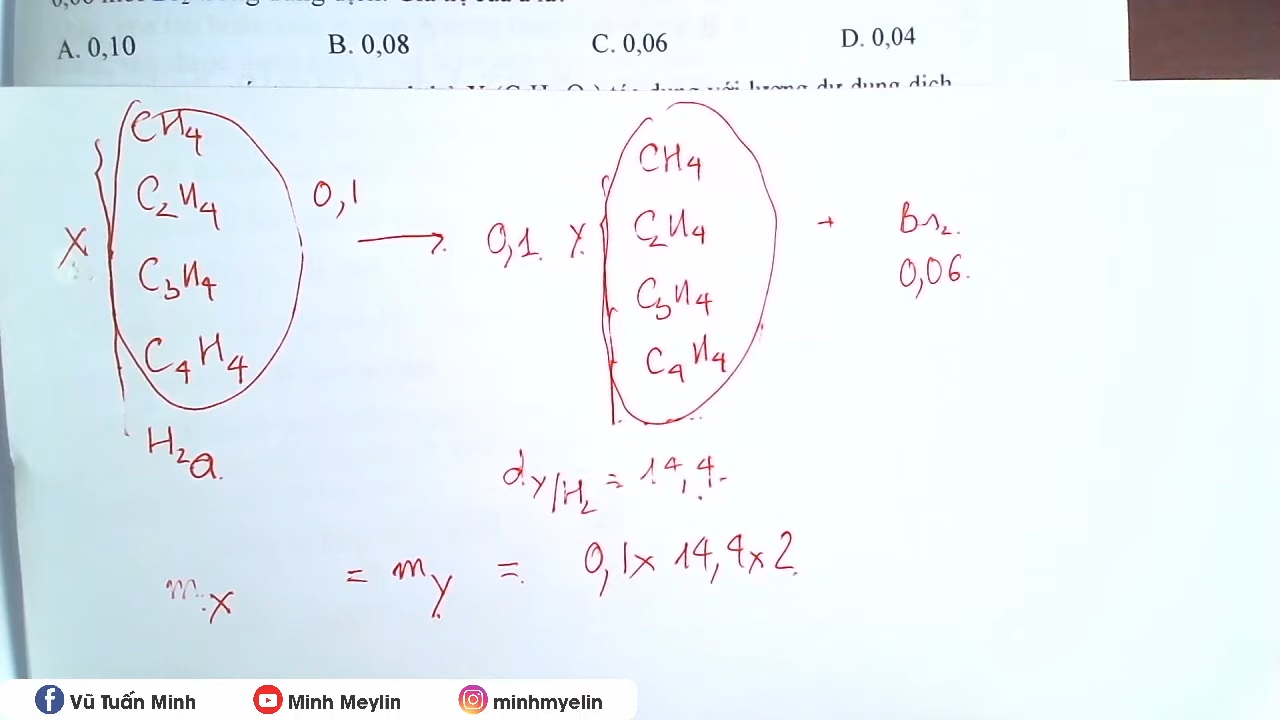 A. 0,10 B. 0,08 C. 0,06 D. 0,04
CH4
C2H4
C3H4
C4H4
X
0,1
H2 a
0,1 Y
CH4
C2H4
C3H4
C4H4
+ Br2
0,06
dY/H2 = 14,4
mX = mY = 0,1 x 14,4 x 2
Vũ Tuấn Minh Minh Meylin minhmyelin